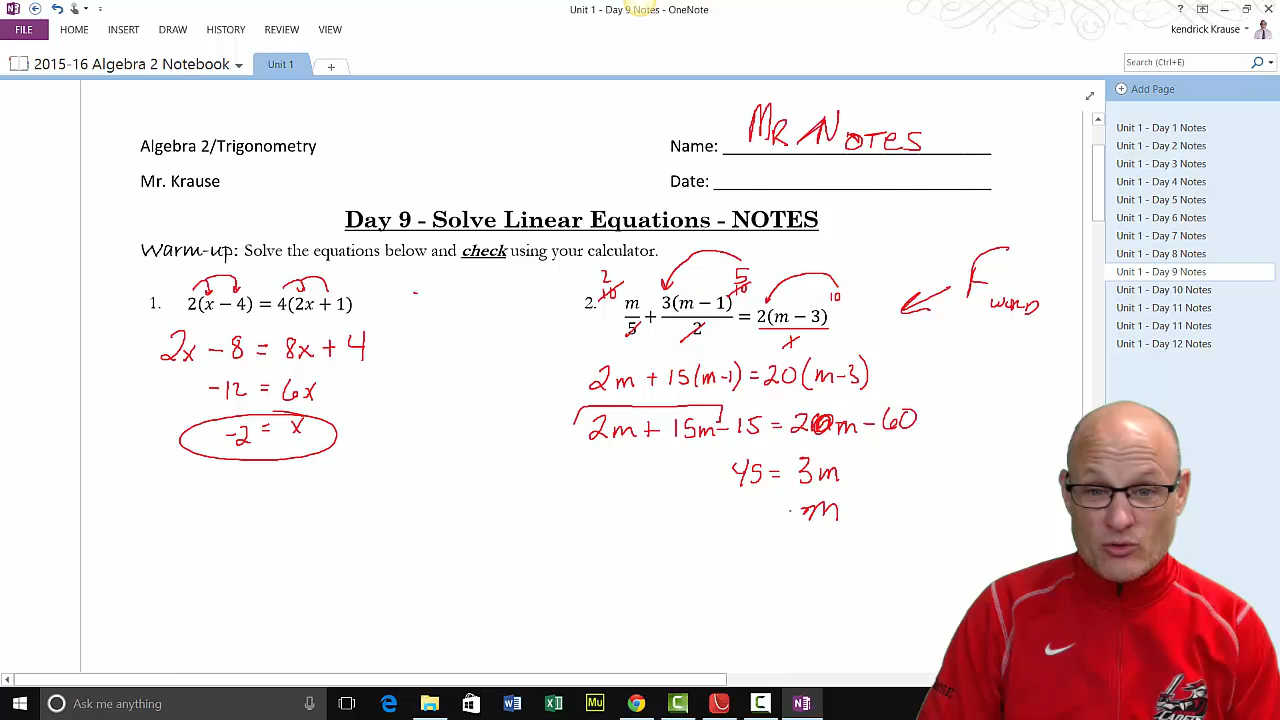 Unit 1 - Day 9 Notes - OneNote
FILE HOME INSERT DRAW HISTORY REVIEW VIEW
kendrick Krause
2015-16 Algebra 2 Notebook
Unit 1
+
Search (Ctrl+E)
Add Page
Unit 1 - Day 1 Notes
Unit 1 - Day 2 Notes
Unit 1 - Day 3 Notes
Unit 1 - Day 4 Notes
Unit 1 - Day 5 Notes
Unit 1 - Day 6 Notes
Unit 1 - Day 7 Notes
Unit 1 - Day 8 Notes
Unit 1 - Day 9 Notes
Unit 1 - Day 10 Notes
Unit 1 - Day 11 Notes
Unit 1 - Day 11 Notes
Unit 1 - Day 12 Notes
Algebra 2/Trigonometry
Name: MR NOTES
Mr. Krause
Date:
Day 9 - Solve Linear Equations - NOTES
Warm-up: Solve the equations below and check using your calculator.
1. 2(x − 4) = 4(2x + 1)
2x − 8 = 8x + 4
-12 = 6x
-2 = x
2 10 5 10 10
2. m/5 + 3(m − 1)/2 = 2(m − 3)
F WORD
2m + 15(m-1) = 20(m-3)
2m + 15m - 15 = 20m - 60
45 = 3m
m
Ask me anything